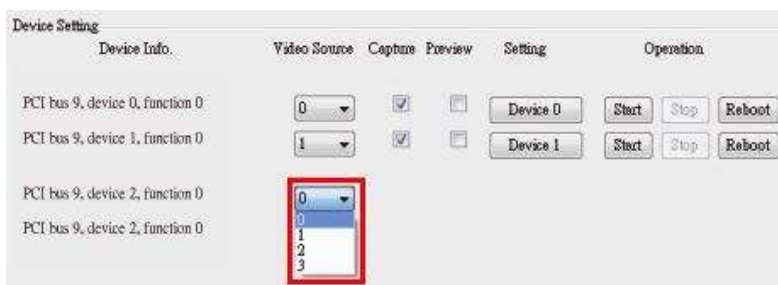 Device Setting
Device Info. Video Source Capture Preview Setting Operation
PCI bus 9, device 0, function 0 0 Device 0 Start Stop Reboot
PCI bus 9, device 1, function 0 1 Device 1 Start Stop Reboot
PCI bus 9, device 2, function 0 0
0
PCI bus 9, device 2, function 0 1
2
3